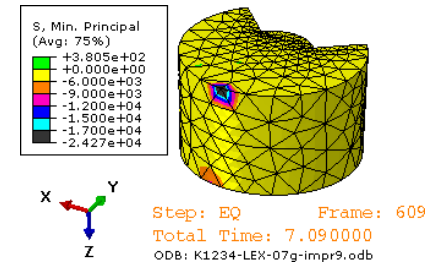 S, Min. Principal
(Avg: 75%)
+3.805e+02
+0.000e+00
-6.000e+03
-9.000e+03
-1.200e+04
-1.500e+04
-1.700e+04
-2.427e+04
X
Y
Z
Step: EQ Frame: 609
Total Time: 7.090000
ODB: K1234-LEX-07g-impr9.odb